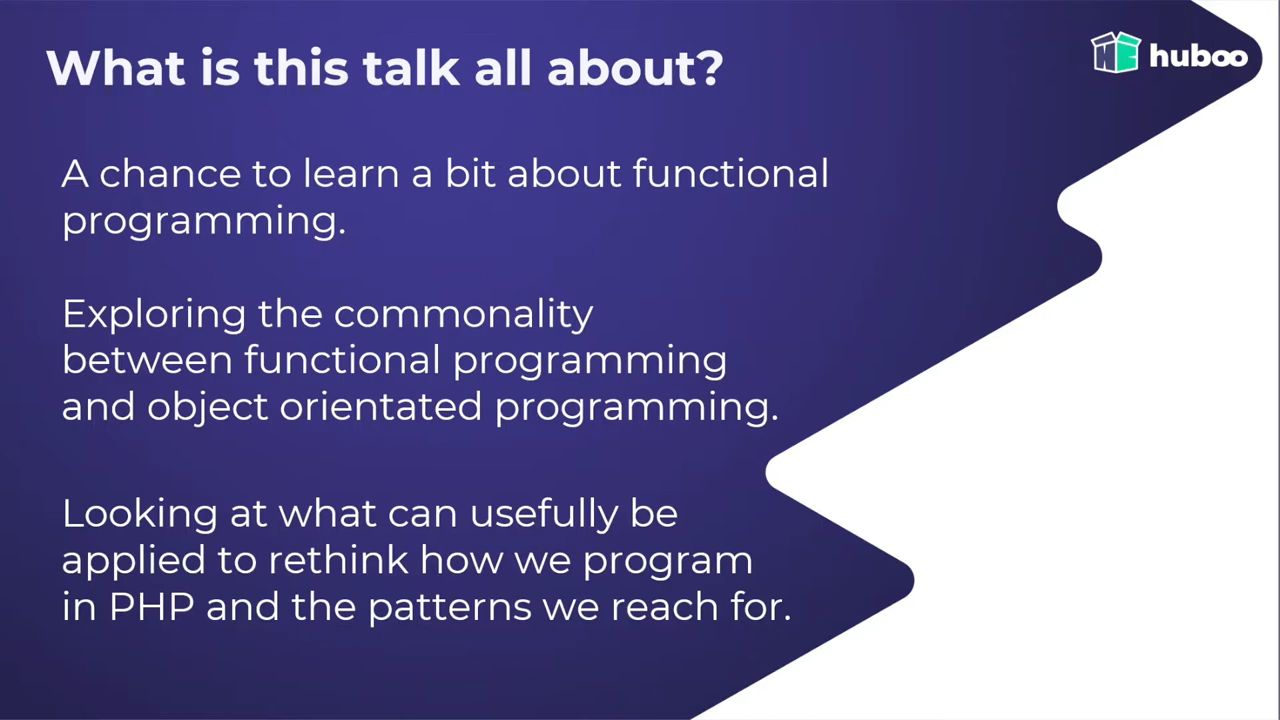 What is this talk all about?
huboo
A chance to learn a bit about functional
programming.
Exploring the commonality
between functional programming
and object orientated programming.
Looking at what can usefully be
applied to rethink how we program
in PHP and the patterns we reach for.